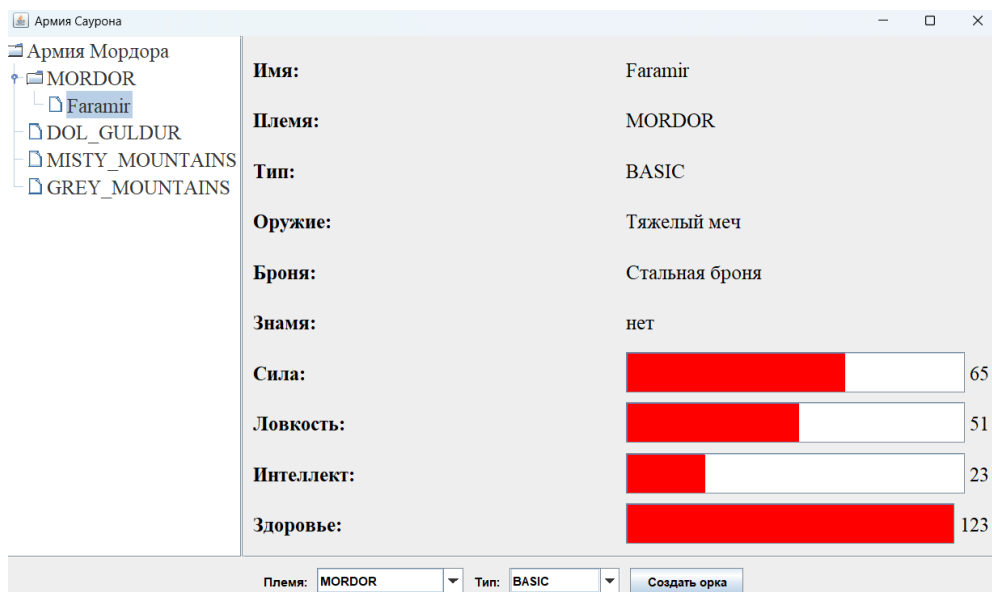 Армия Саурона
Армия Мордора
MORDOR
Faramir
DOL_GULDUR
MISTY_MOUNTAINS
GREY_MOUNTAINS
Имя: Faramir
Племя: MORDOR
Тип: BASIC
Оружие: Тяжелый меч
Броня: Стальная броня
Знамя: нет
Сила: 65
Ловкость: 51
Интеллект: 23
Здоровье: 123
Племя: MORDOR Тип: BASIC Создать орка